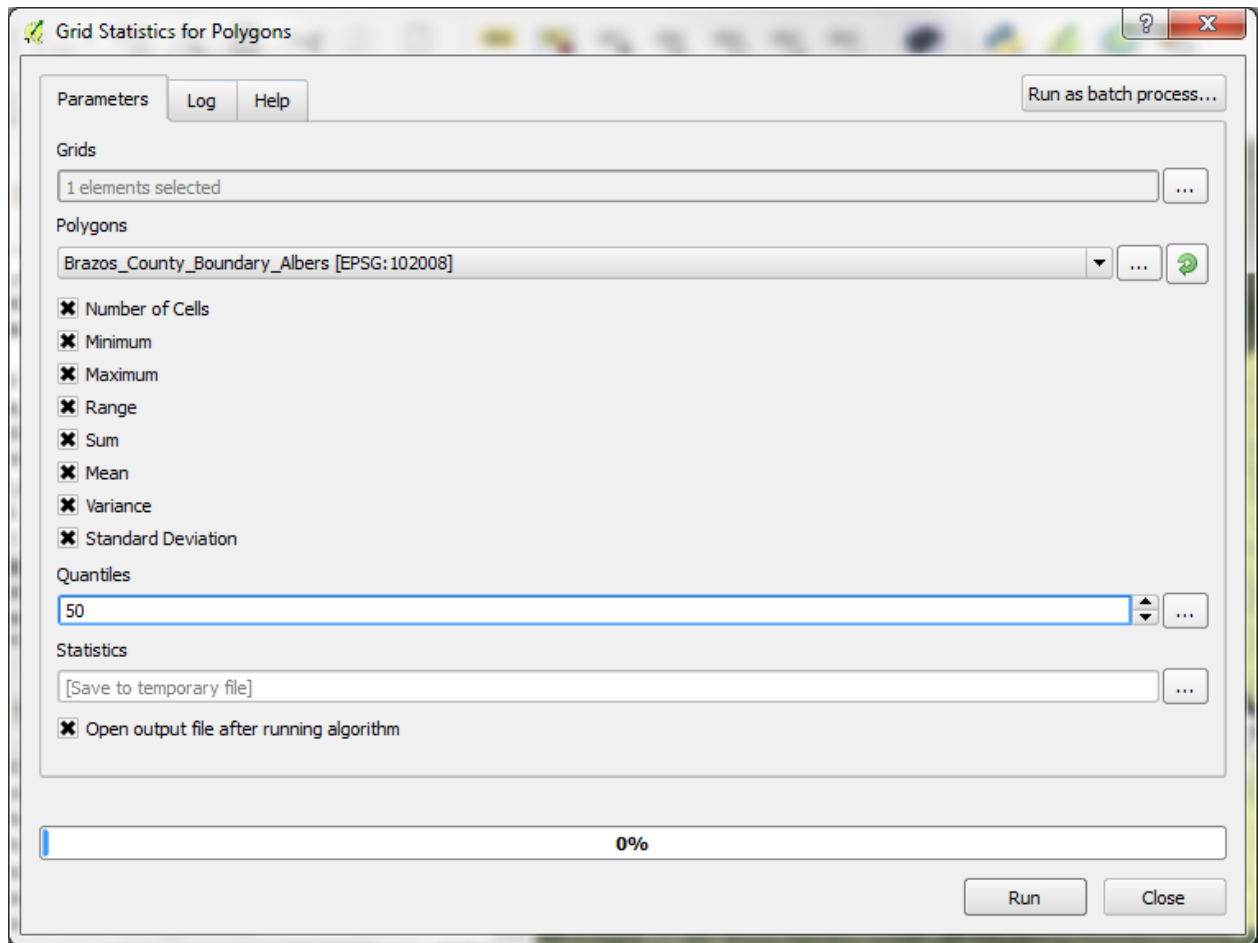 Grid Statistics for Polygons
Parameters Log Help Run as batch process...
Grids
1 elements selected ...
Polygons
Brazos_County_Boundary_Albers [EPSG:102008] ...
Number of Cells
Minimum
Maximum
Range
Sum
Mean
Variance
Standard Deviation
Quantiles
50 ...
Statistics
[Save to temporary file] ...
Open output file after running algorithm
0%
Run Close